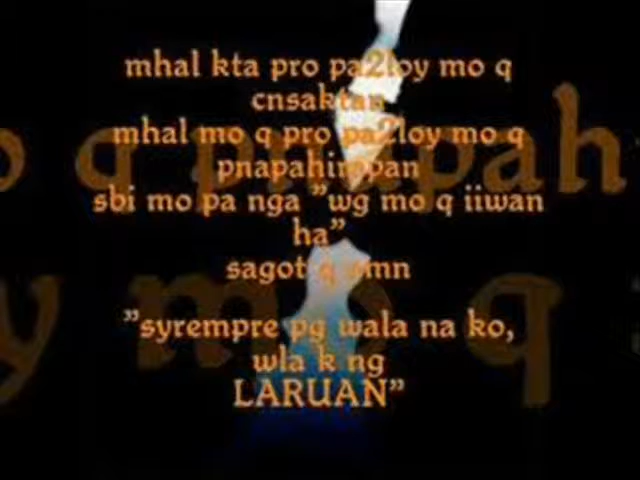 mhal kta pro pa2loy mo q
cnsaktan
mhal mo q pro pa2loy mo q
pnapahirapan
sbi mo pa nga "wg mo q iiwan
ha"
sagot q nmn
"syrempre pg wala na ko,
wla k ng
LARUAN"